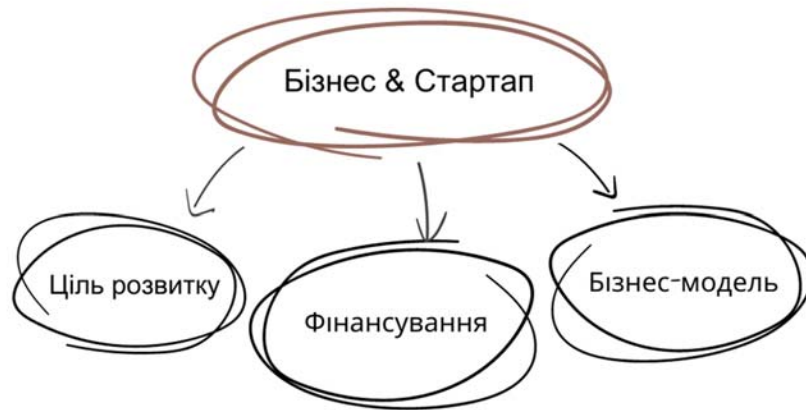 Бізнес & Стартап
Ціль розвитку
Фінансування
Бізнес-модель